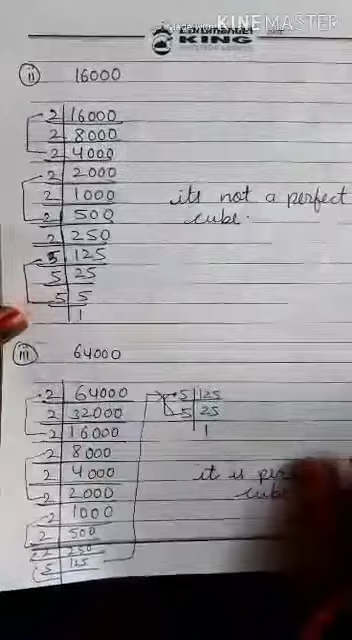 Made with KINEMASTER
KING
ii 16000
2 | 16000
2 | 8000
2 | 4000
2 | 2000
2 | 1000
2 | 500
2 | 250
5 | 125
5 | 25
5 | 5
1
its not a perfect
cube.
iii 64000
2 | 64000
2 | 32000
2 | 16000
2 | 8000
2 | 4000
2 | 2000
2 | 1000
2 | 500
2 | 250
5 | 125
5 | 125
5 | 25
1
it is